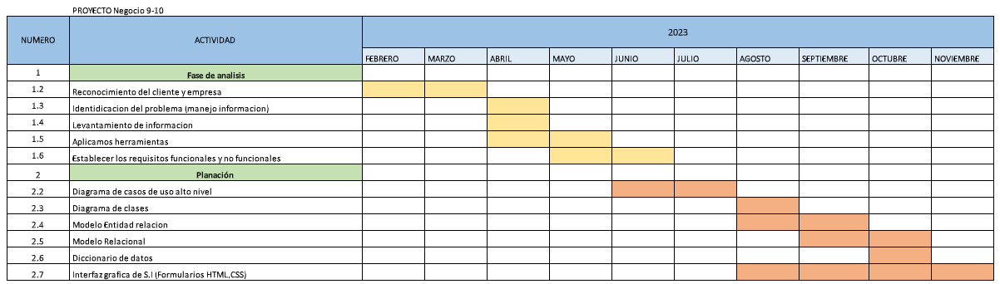 PROYECTO Negocio 9-10
NUMERO ACTIVIDAD 2023
FEBRERO MARZO ABRIL MAYO JUNIO JULIO AGOSTO SEPTIEMBRE OCTUBRE NOVIEMBRE
1 Fase de analisis
1.2 Reconocimiento del cliente y empresa
1.3 Identidicacion del problema (manejo informacion)
1.4 Levantamiento de informacion
1.5 Aplicamos herramientas
1.6 Establecer los requisitos funcionales y no funcionales
2 Planación
2.2 Diagrama de casos de uso alto nivel
2.3 Diagrama de clases
2.4 Modelo Entidad relacion
2.5 Modelo Relacional
2.6 Diccionario de datos
2.7 Interfaz grafica de S.I (Formularios HTML,CSS)